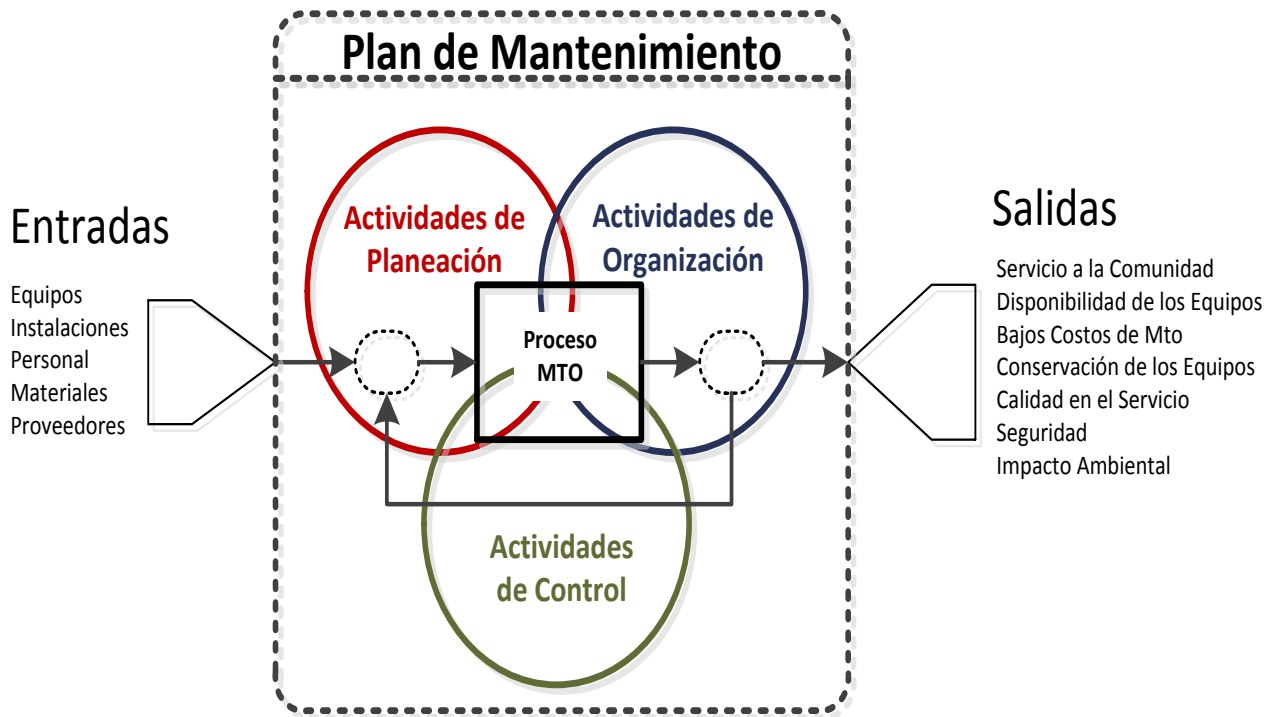 Plan de Mantenimiento
Entradas
Equipos
Instalaciones
Personal
Materiales
Proveedores
Actividades de
Planeación
Actividades de
Organización
Proceso
MTO
Actividades
de Control
Salidas
Servicio a la Comunidad
Disponibilidad de los Equipos
Bajos Costos de Mto
Conservación de los Equipos
Calidad en el Servicio
Seguridad
Impacto Ambiental